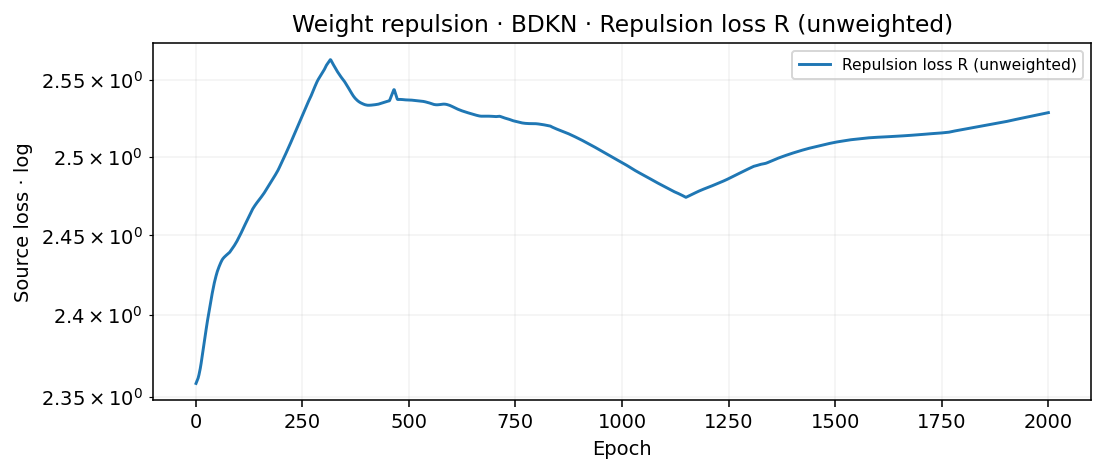 Weight repulsion · BDKN · Repulsion loss R (unweighted)
Repulsion loss R (unweighted)
Source loss · log
2.55 × 10⁰
2.5 × 10⁰
2.45 × 10⁰
2.4 × 10⁰
2.35 × 10⁰
0 250 500 750 1000 1250 1500 1750 2000
Epoch